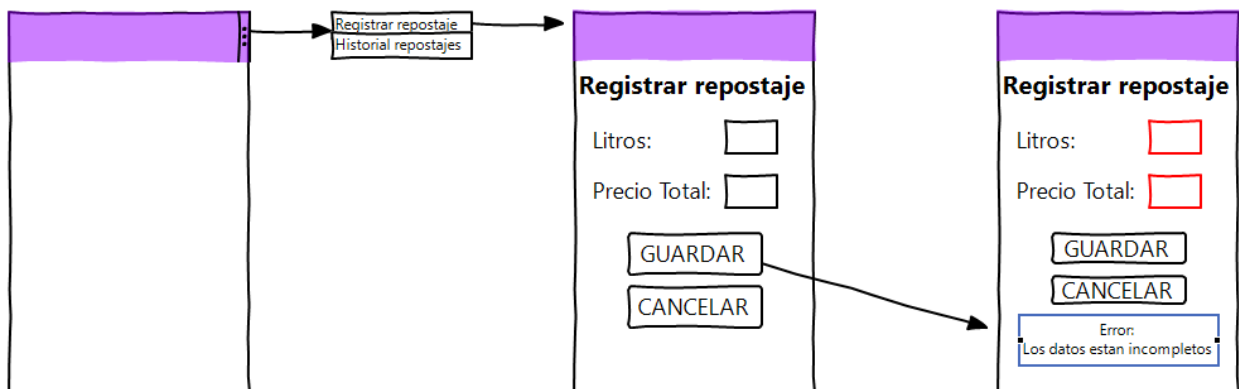 Registrar repostaje
Historial repostajes
Registrar repostaje
Litros:
Precio Total:
GUARDAR
CANCELAR
Registrar repostaje
Litros:
Precio Total:
GUARDAR
CANCELAR
Error:
Los datos estan incompletos